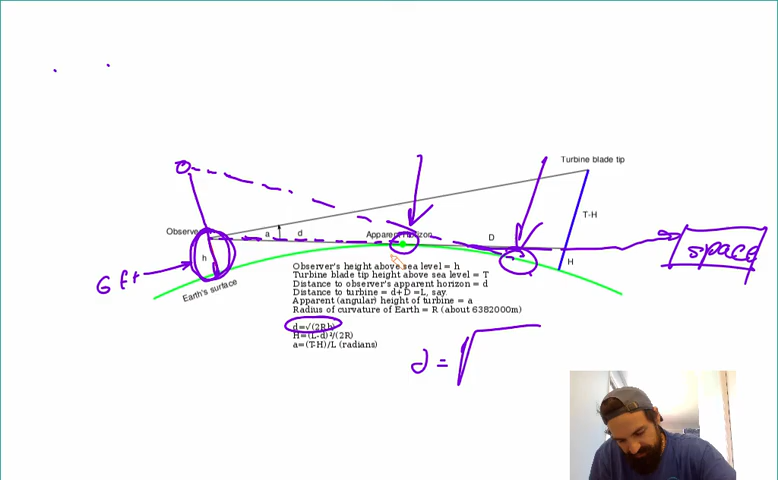 Turbine blade tip
T-H
Observe
a
d
Apparent horizon
D
space
h
H
6 ft
Earth's surface
Observer's height above sea level = h
Turbine blade tip height above sea level = T
Distance to observer's apparent horizon = d
Distance to turbine = d+D =L, say
Apparent (angular) height of turbine = a
Radius of curvature of Earth = R (about 6382000m)
d=√(2Rh)
H=(L-d)²/(2R)
a=(T-H)/L (radians)
d = √